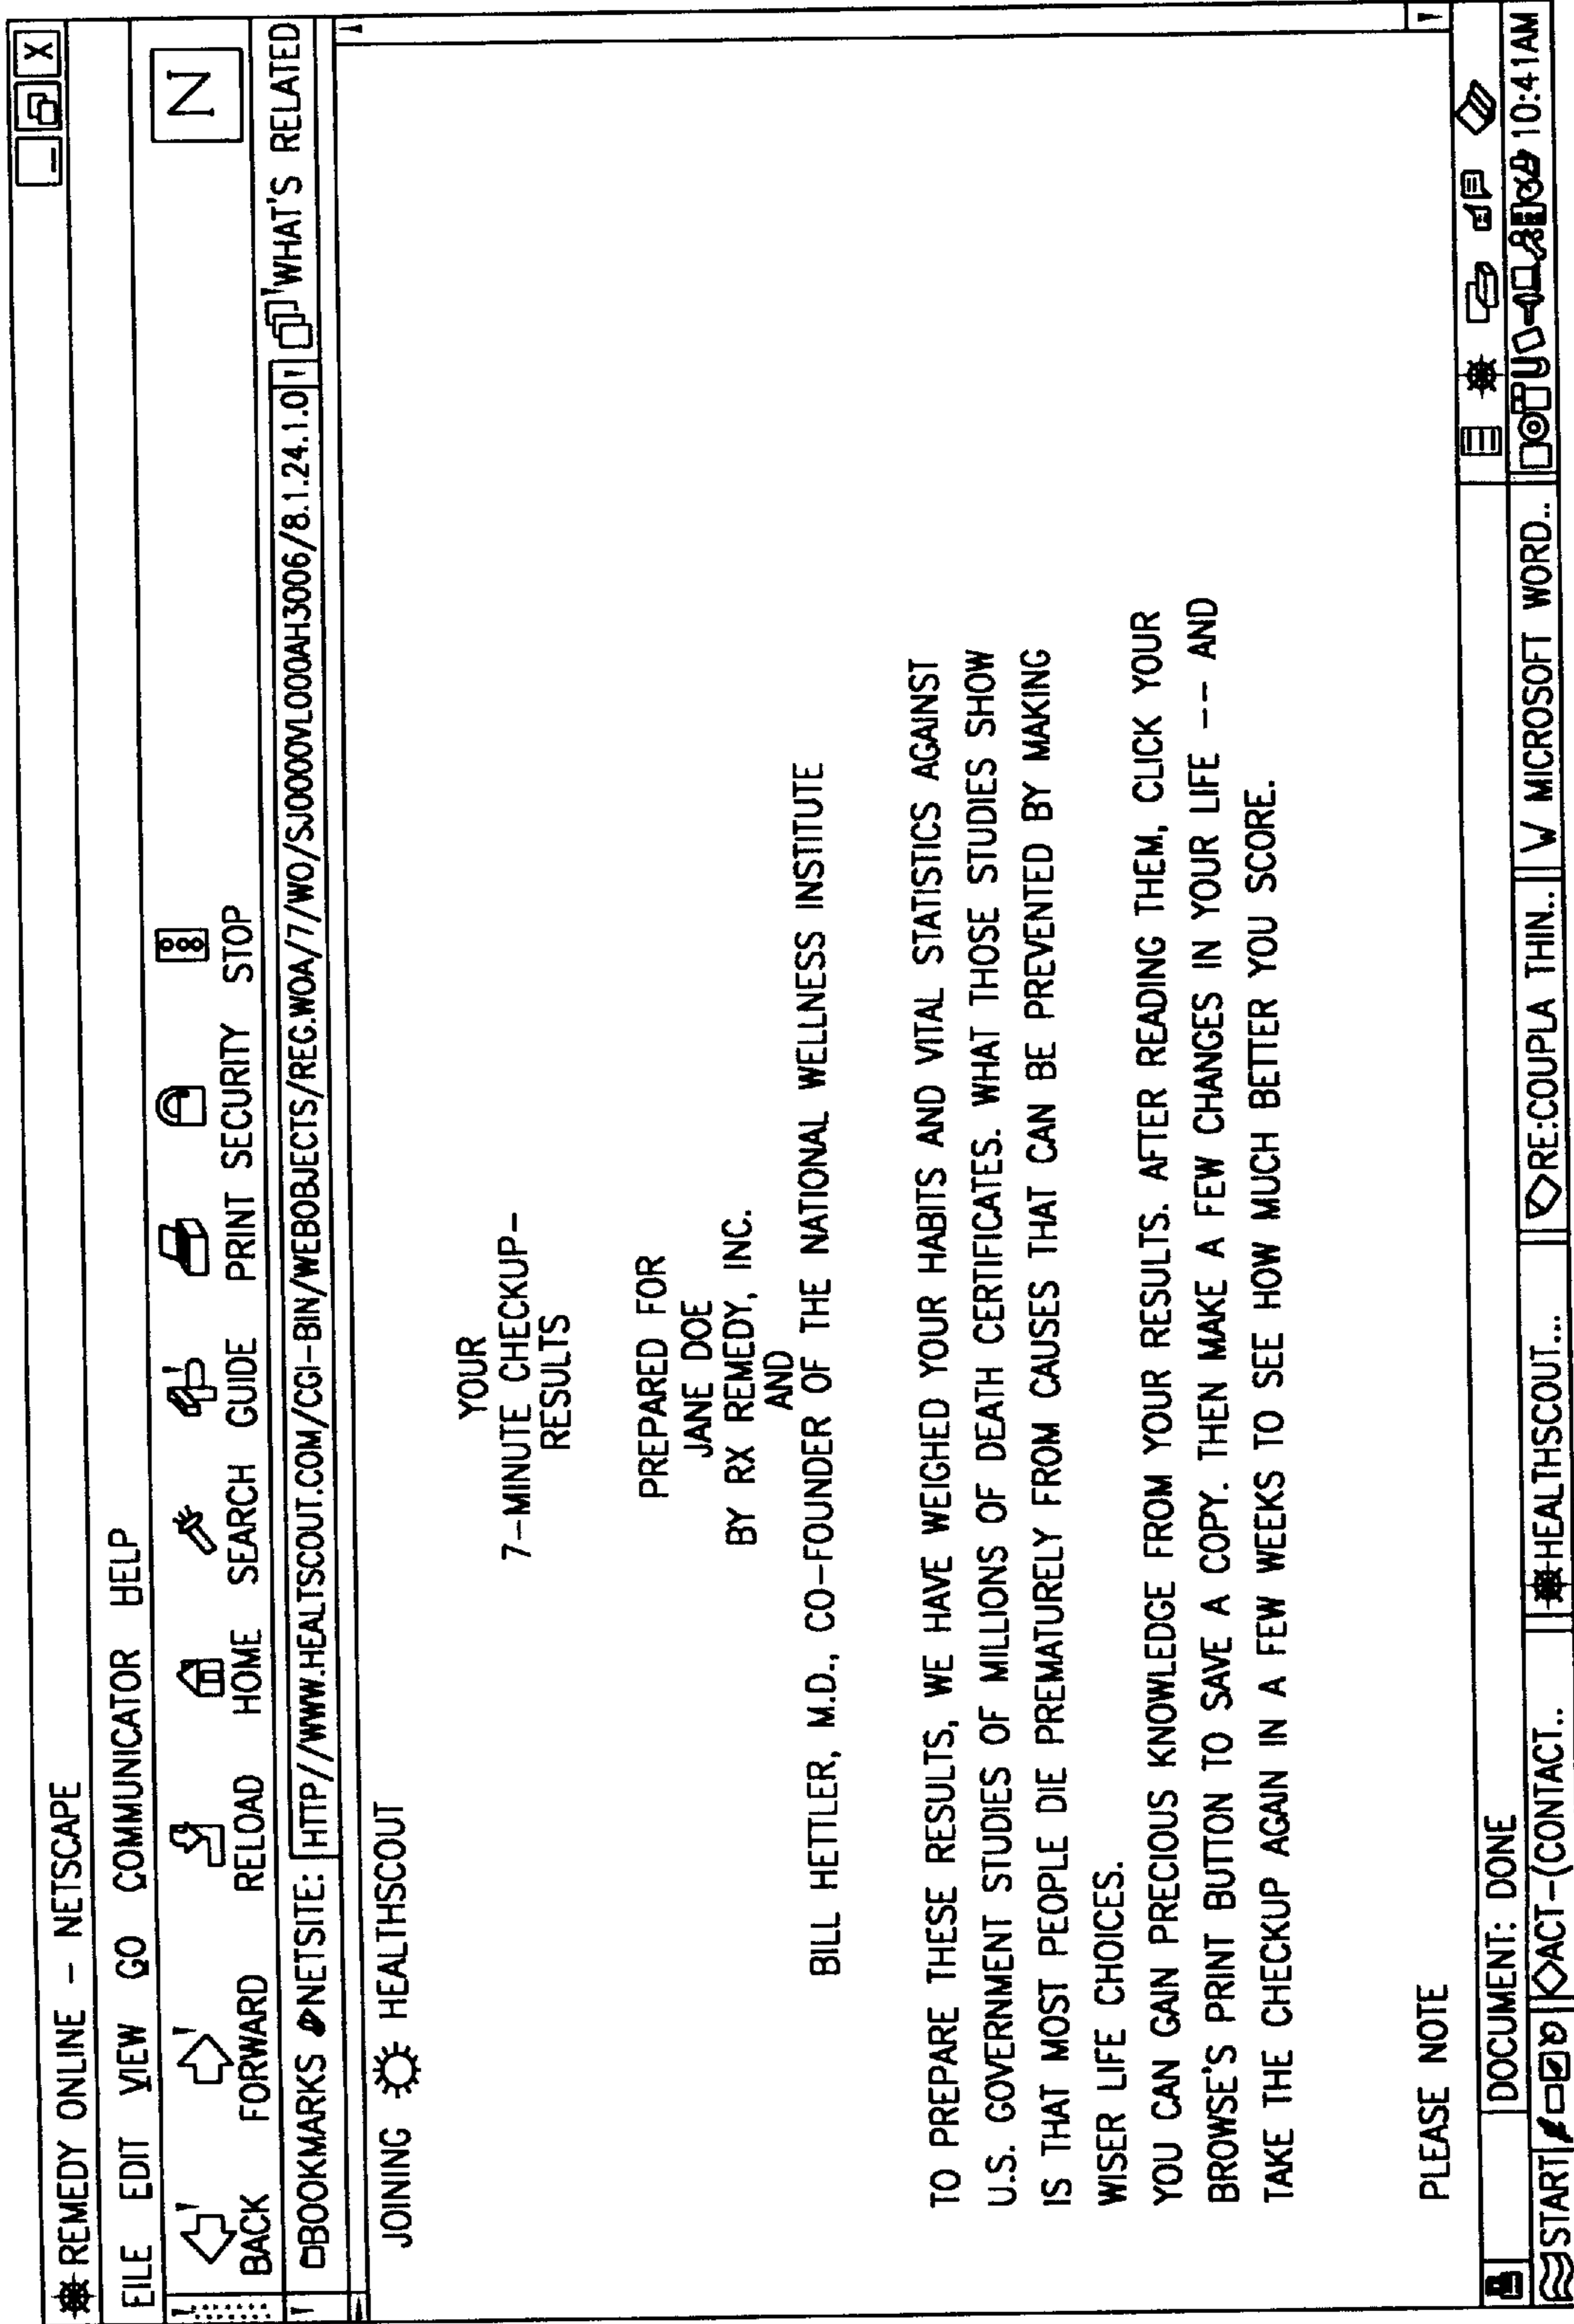 REMEDY ONLINE - NETSCAPE
X
FILE EDIT VIEW GO COMMUNICATOR HELP
BACK FORWARD RELOAD HOME SEARCH GUIDE PRINT SECURITY STOP
N
BOOKMARKS NETSITE: HTTP//WWW.HEALTSCOUT.COM/CGI-BIN/WEBOBJECTS/REG.WOA/7/WO/SJ0000VL000AH3006/8.1.24.1.0 WHAT'S RELATED
JOINING HEALTHSCOUT
YOUR
7-MINUTE CHECKUP-
RESULTS
PREPARED FOR
JANE DOE
BY RX REMEDY, INC.
AND
BILL HETTLER, M.D., CO-FOUNDER OF THE NATIONAL WELLNESS INSTITUTE
TO PREPARE THESE RESULTS, WE HAVE WEIGHED YOUR HABITS AND VITAL STATISTICS AGAINST
U.S. GOVERNMENT STUDIES OF MILLIONS OF DEATH CERTIFICATES. WHAT THOSE STUDIES SHOW
IS THAT MOST PEOPLE DIE PREMATURELY FROM CAUSES THAT CAN BE PREVENTED BY MAKING
WISER LIFE CHOICES.
YOU CAN GAIN PRECIOUS KNOWLEDGE FROM YOUR RESULTS. AFTER READING THEM, CLICK YOUR
BROWSE'S PRINT BUTTON TO SAVE A COPY. THEN MAKE A FEW CHANGES IN YOUR LIFE -- AND
TAKE THE CHECKUP AGAIN IN A FEW WEEKS TO SEE HOW MUCH BETTER YOU SCORE.
PLEASE NOTE
DOCUMENT: DONE
START ACT-(CONTACT.. HEALTHSCOUT... RE:COUPLA THIN.. W MICROSOFT WORD.. 10:41AM